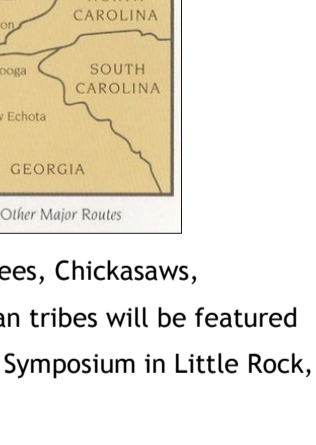 CAROLINA
on
ooga
SOUTH
CAROLINA
Echota
GEORGIA
Other Major Routes
ees, Chickasaws,
an tribes will be featured
Symposium in Little Rock,